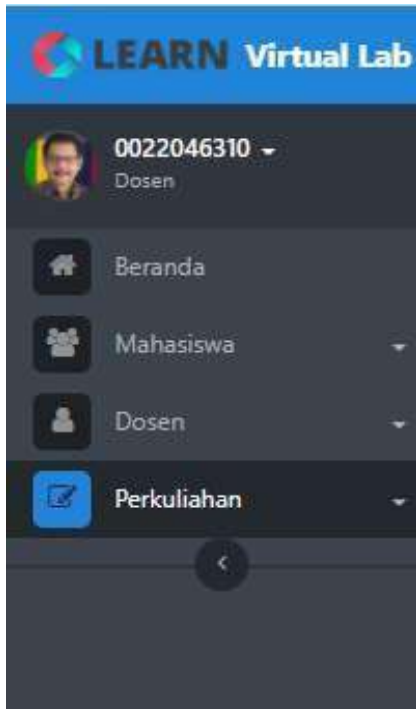 LEARN Virtual Lab
0022046310
Dosen
Beranda
Mahasiswa
Dosen
Perkuliahan